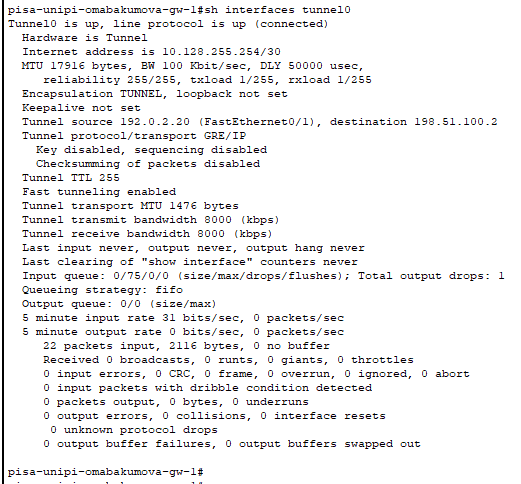 pisa-unipi-omabakumova-gw-1#sh interfaces tunnel0
Tunnel0 is up, line protocol is up (connected)
Hardware is Tunnel
Internet address is 10.128.255.254/30
MTU 17916 bytes, BW 100 Kbit/sec, DLY 50000 usec,
reliability 255/255, txload 1/255, rxload 1/255
Encapsulation TUNNEL, loopback not set
Keepalive not set
Tunnel source 192.0.2.20 (FastEthernet0/1), destination 198.51.100.2
Tunnel protocol/transport GRE/IP
Key disabled, sequencing disabled
Checksumming of packets disabled
Tunnel TTL 255
Fast tunneling enabled
Tunnel transport MTU 1476 bytes
Tunnel transmit bandwidth 8000 (kbps)
Tunnel receive bandwidth 8000 (kbps)
Last input never, output never, output hang never
Last clearing of "show interface" counters never
Input queue: 0/75/0/0 (size/max/drops/flushes); Total output drops: 1
Queueing strategy: fifo
Output queue: 0/0 (size/max)
5 minute input rate 31 bits/sec, 0 packets/sec
5 minute output rate 0 bits/sec, 0 packets/sec
22 packets input, 2116 bytes, 0 no buffer
Received 0 broadcasts, 0 runts, 0 giants, 0 throttles
0 input errors, 0 CRC, 0 frame, 0 overrun, 0 ignored, 0 abort
0 input packets with dribble condition detected
0 packets output, 0 bytes, 0 underruns
0 output errors, 0 collisions, 0 interface resets
0 unknown protocol drops
0 output buffer failures, 0 output buffers swapped out
pisa-unipi-omabakumova-gw-1#